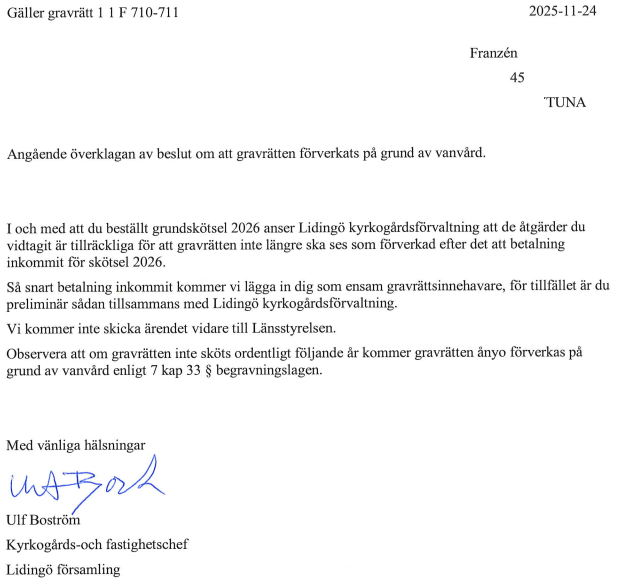 Gäller gravrätt 1 1 F 710-711
2025-11-24
Franzén
45
TUNA
Angående överklagan av beslut om att gravrätten förverkats på grund av vanvård.
I och med att du beställt grundskötsel 2026 anser Lidingö kyrkogårdsförvaltning att de åtgärder du
vidtagit är tillräckliga för att gravrätten inte längre ska ses som förverkad efter det att betalning
inkommit för skötsel 2026.
Så snart betalning inkommit kommer vi lägga in dig som ensam gravrättsinnehavare, för tillfället är du
preliminär sådan tillsammans med Lidingö kyrkogårdsförvaltning.
Vi kommer inte skicka ärendet vidare till Länsstyrelsen.
Observera att om gravrätten inte sköts ordentligt följande år kommer gravrätten ånyo förverkas på
grund av vanvård enligt 7 kap 33 § begravningslagen.
Med vänliga hälsningar
Ulf Boström
Kyrkogårds-och fastighetschef
Lidingö församling